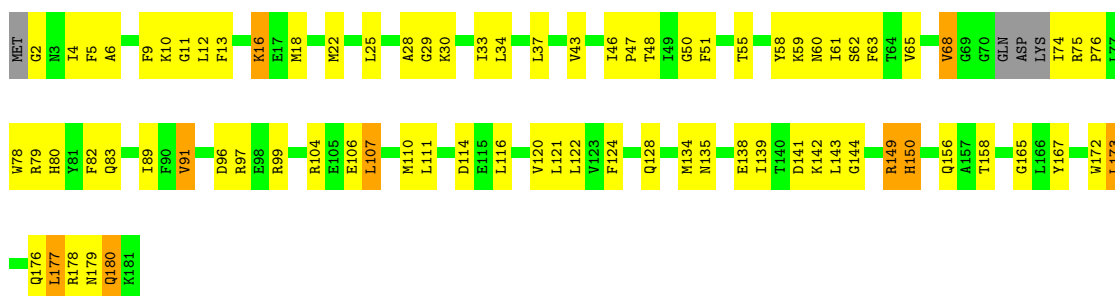 MET G2 N3 I4 F5 A6 F9 K10 G11 L12 F13 K16 E17 M18 M22 L25 A28 G29 K30 I33 L34 L37 V43 I46 P47 T48 I49 G50 F51 T55 Y58 K59 N60 I61 S62 F63 T64 V65 V68 G69 G70 GLN ASP LYS I74 R75 P76 L77
W78 R79 H80 Y81 F82 Q83 I89 F90 V91 D96 R97 E98 R99 R104 E105 E106 L107 M110 L111 D114 E115 L116 V120 L121 L122 V123 F124 Q128 M134 N135 E138 I139 T140 D141 K142 L143 G144 R149 H150 Q156 A157 T158 G165 L166 Y167 W172 L173
Q176 L177 R178 N179 Q180 K181